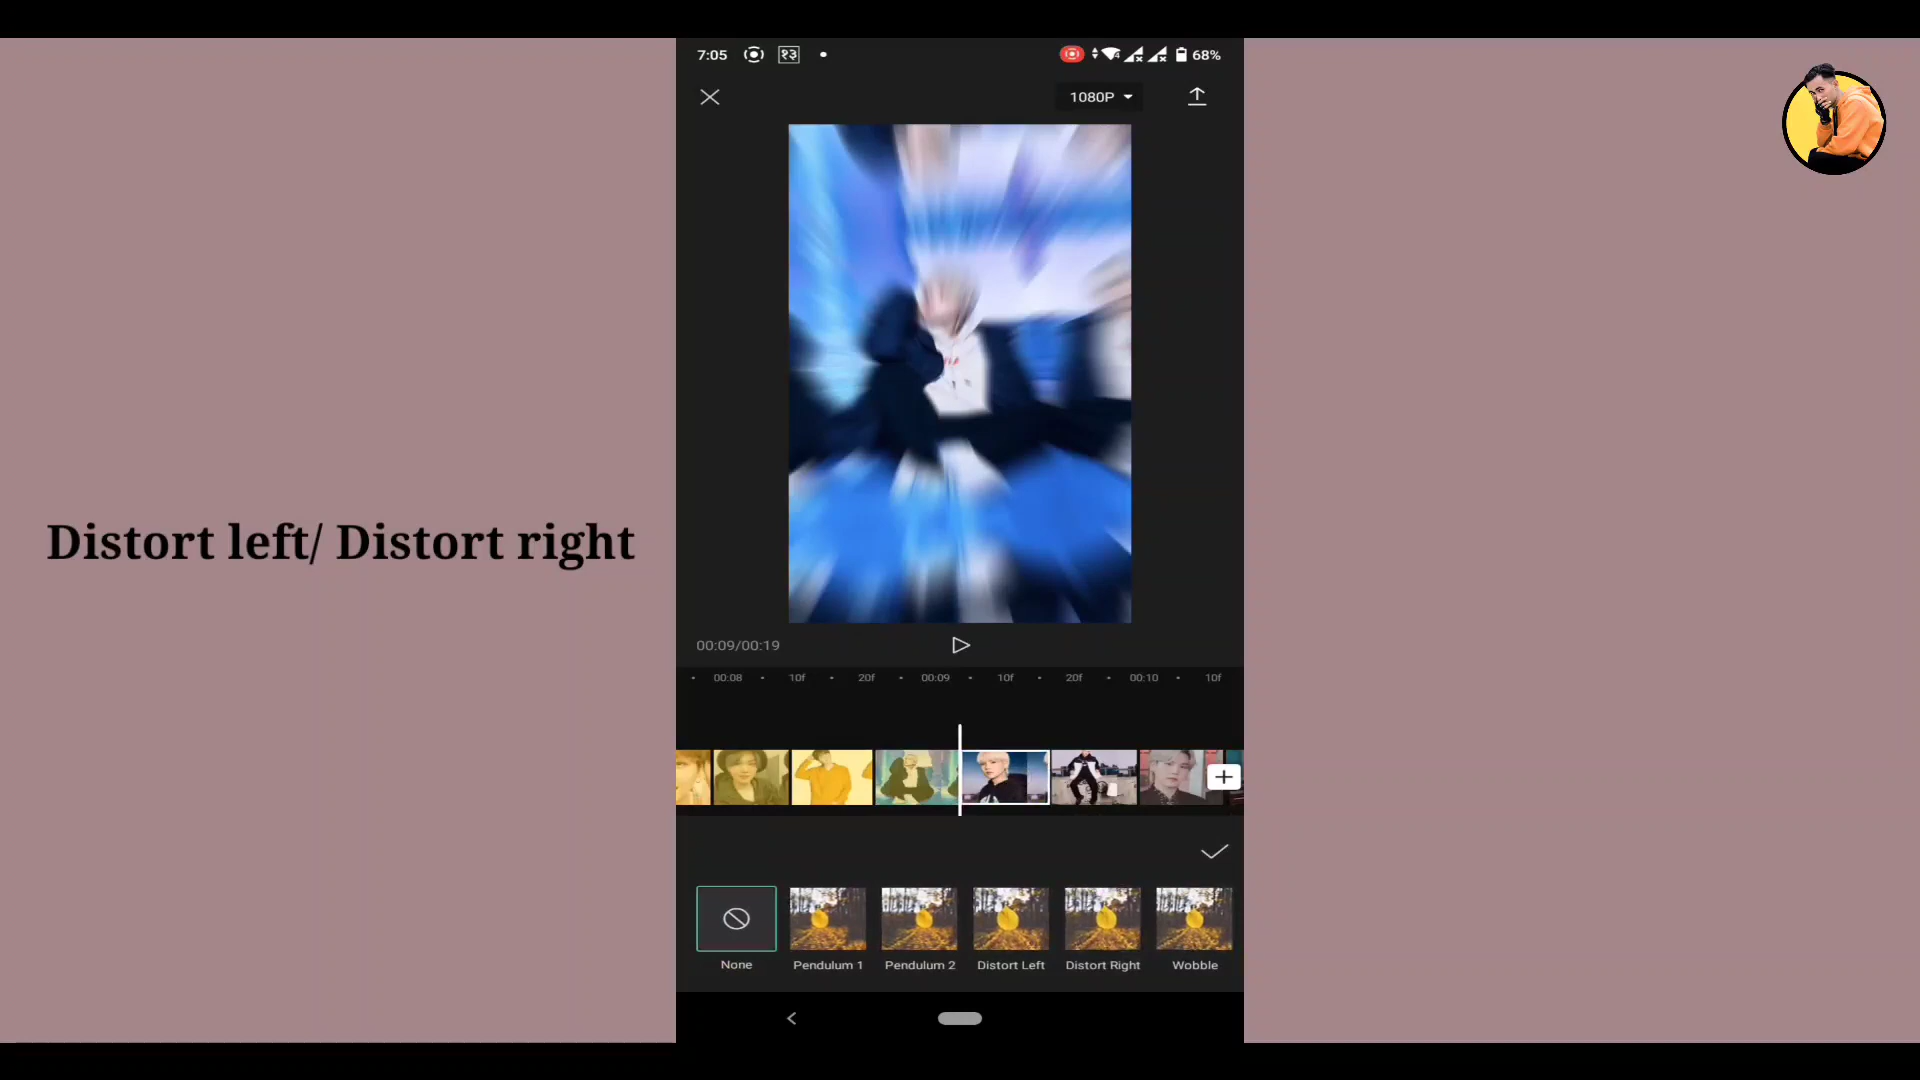 7:05 १३ 68%
1080P
Distort left/ Distort right
00:09/00:19
00:08 10f 20f 00:09 10f 20f 00:10 10f
None Pendulum 1 Pendulum 2 Distort Left Distort Right Wobble